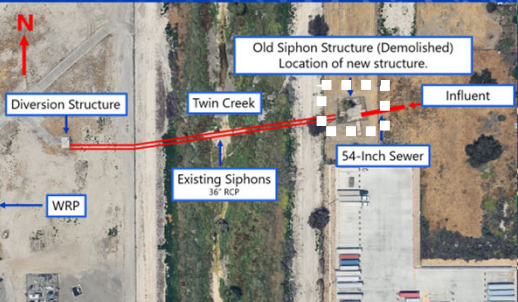 N
Old Siphon Structure (Demolished)
Location of new structure.
Influent
Diversion Structure
Twin Creek
54-Inch Sewer
Existing Siphons
36" RCP
WRP